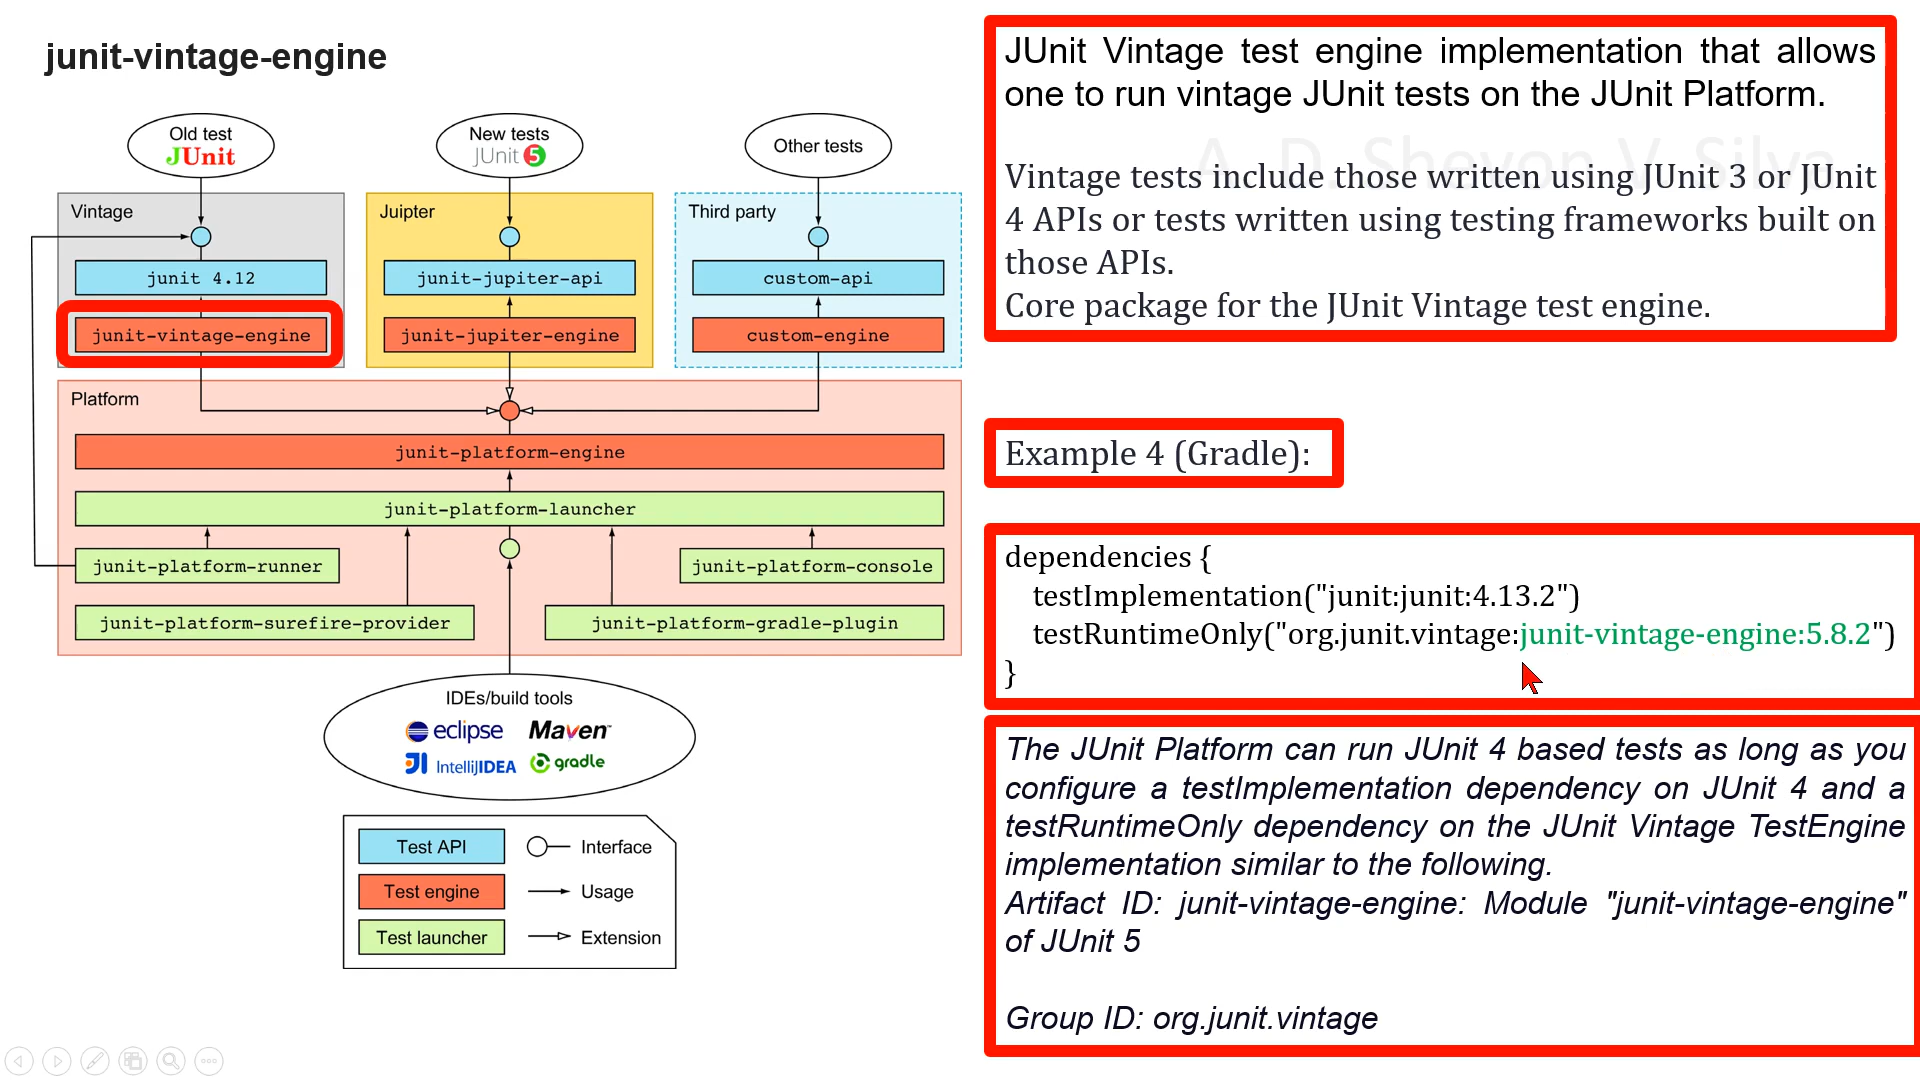 junit-vintage-engine
Old test
JUnit
New tests
JUnit 5
Other tests
Vintage
Juipter
Third party
junit 4.12
junit-jupiter-api
custom-api
junit-vintage-engine
junit-jupiter-engine
custom-engine
Platform
junit-platform-engine
junit-platform-launcher
junit-platform-runner
junit-platform-console
junit-platform-surefire-provider
junit-platform-gradle-plugin
IDEs/build tools
eclipse
Maven™
IntelliJIDEA
gradle
Test API
Interface
Test engine
Usage
Test launcher
Extension
JUnit Vintage test engine implementation that allows
one to run vintage JUnit tests on the JUnit Platform.
A. D. Shevon V. Silva
Vintage tests include those written using JUnit 3 or JUnit
4 APIs or tests written using testing frameworks built on
those APIs.
Core package for the JUnit Vintage test engine.
Example 4 (Gradle):
dependencies {
testImplementation("junit:junit:4.13.2")
testRuntimeOnly("org.junit.vintage:junit-vintage-engine:5.8.2")
}
The JUnit Platform can run JUnit 4 based tests as long as you
configure a testImplementation dependency on JUnit 4 and a
testRuntimeOnly dependency on the JUnit Vintage TestEngine
implementation similar to the following.
Artifact ID: junit-vintage-engine: Module "junit-vintage-engine"
of JUnit 5
Group ID: org.junit.vintage